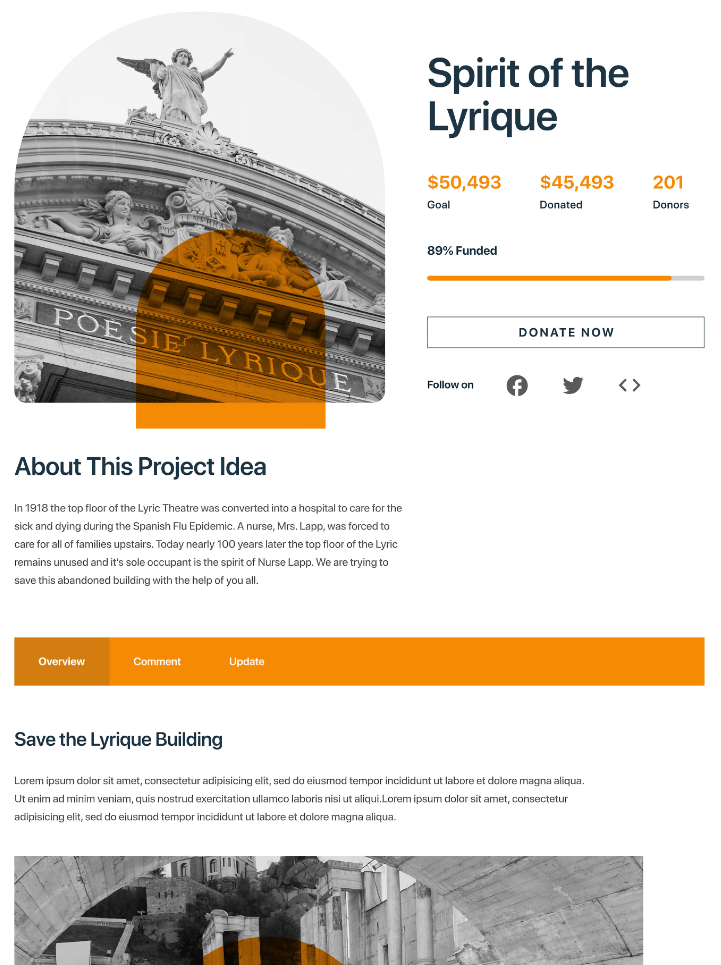 POESIE LYRIQUE
Spirit of the
Lyrique
$50,493 $45,493 201
Goal Donated Donors
89% Funded
DONATE NOW
Follow on
About This Project Idea
In 1918 the top floor of the Lyric Theatre was converted into a hospital to care for the
sick and dying during the Spanish Flu Epidemic. A nurse, Mrs. Lapp, was forced to
care for all of families upstairs. Today nearly 100 years later the top floor of the Lyric
remains unused and it's sole occupant is the spirit of Nurse Lapp. We are trying to
save this abandoned building with the help of you all.
Overview Comment Update
Save the Lyrique Building
Lorem ipsum dolor sit amet, consectetur adipisicing elit, sed do eiusmod tempor incididunt ut labore et dolore magna aliqua.
Ut enim ad minim veniam, quis nostrud exercitation ullamco laboris nisi ut aliqui.Lorem ipsum dolor sit amet, consectetur
adipisicing elit, sed do eiusmod tempor incididunt ut labore et dolore magna aliqua.